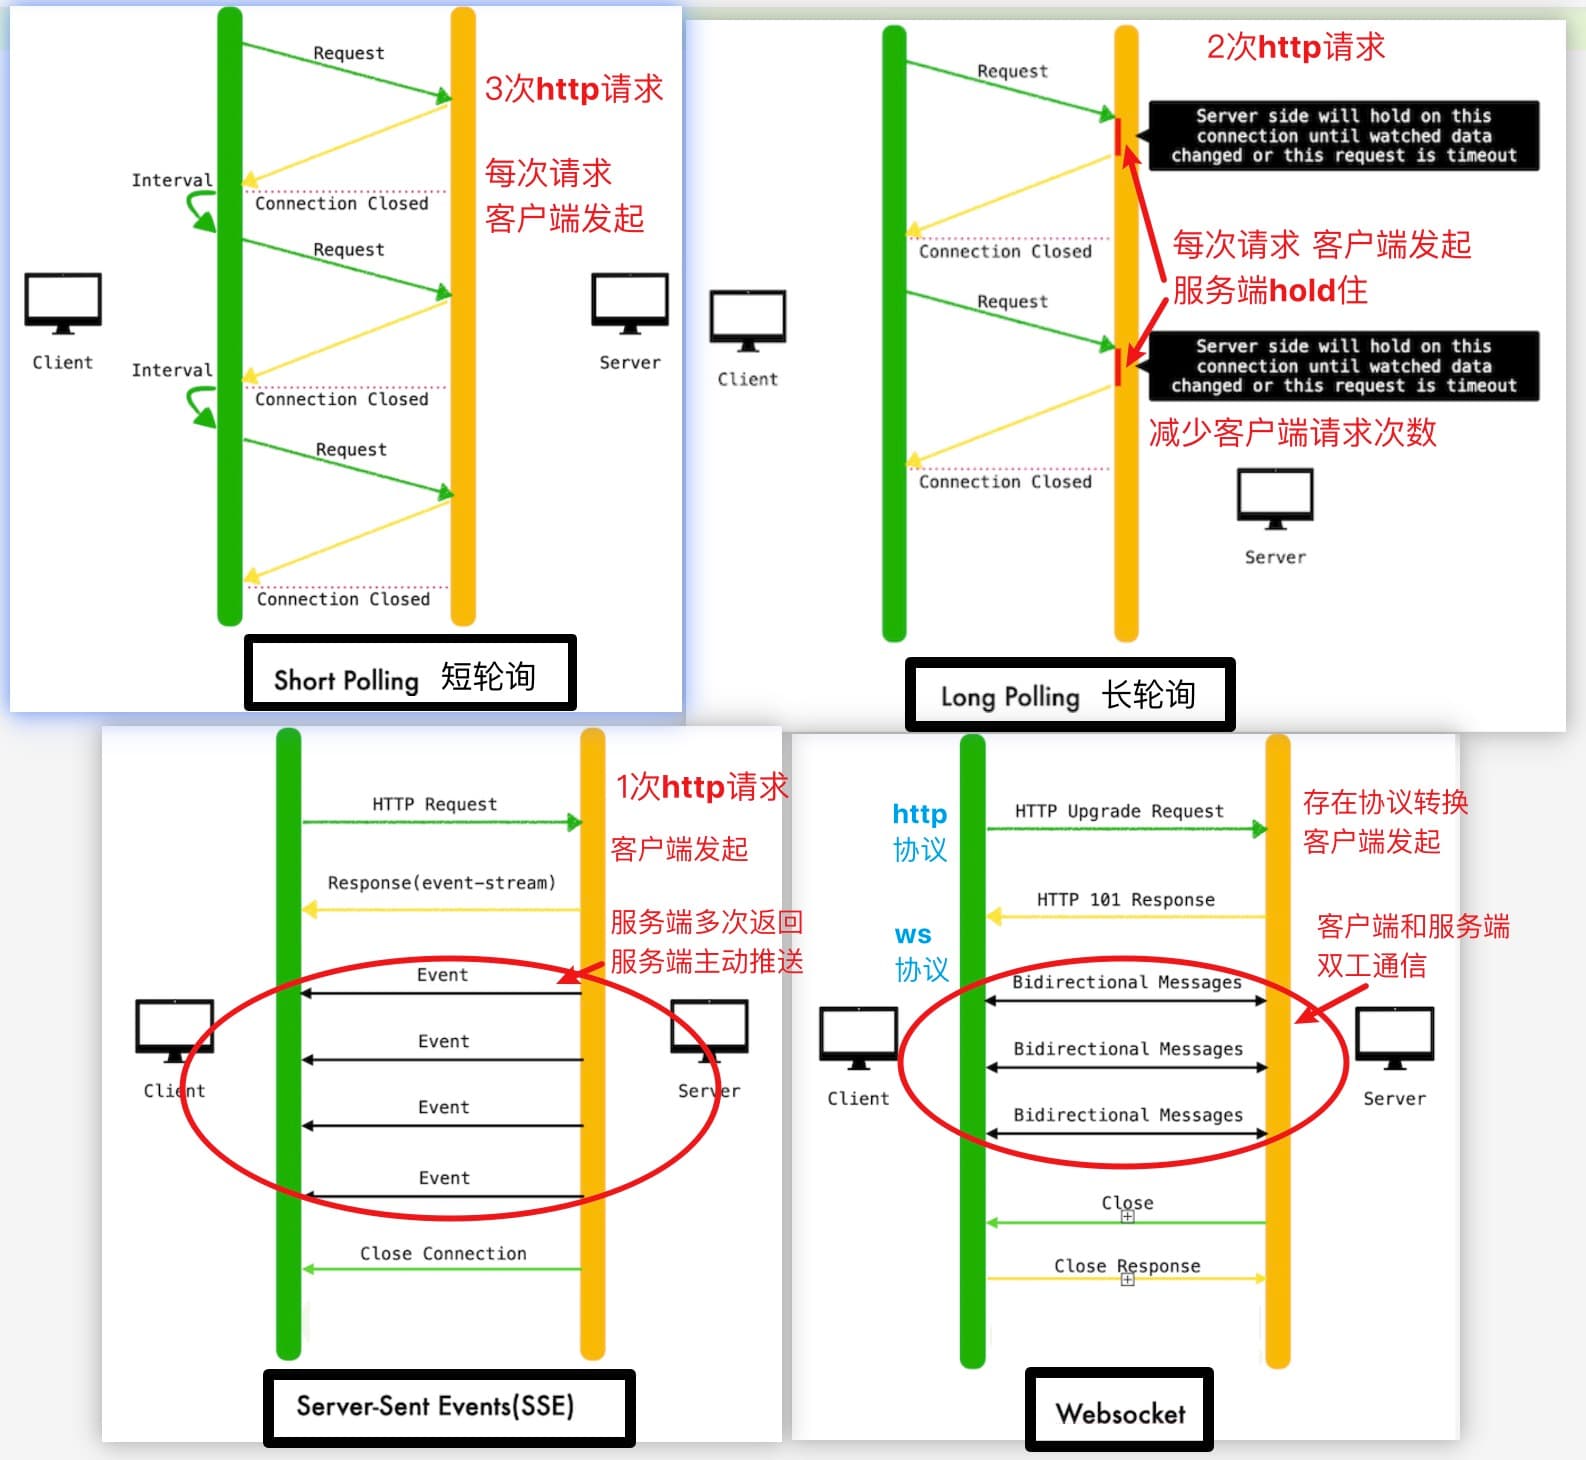 Request
3次http请求
每次请求
客户端发起
Interval
Connection Closed
Request
Client
Server
Interval
Connection Closed
Request
Connection Closed
Short Polling 短轮询
2次http请求
Request
Server side will hold on this
connection until watched data
changed or this request is timeout
每次请求 客户端发起
服务端hold住
Connection Closed
Request
Server side will hold on this
connection until watched data
changed or this request is timeout
Client
减少客户端请求次数
Connection Closed
Server
Long Polling 长轮询
1次http请求
HTTP Request
客户端发起
Response(event-stream)
服务端多次返回
服务端主动推送
Event
Event
Client
Server
Event
Event
Close Connection
Server-Sent Events(SSE)
http
协议
HTTP Upgrade Request
存在协议转换
客户端发起
HTTP 101 Response
ws
协议
客户端和服务端
双工通信
Bidirectional Messages
Bidirectional Messages
Client
Server
Bidirectional Messages
Close
Close Response
Websocket